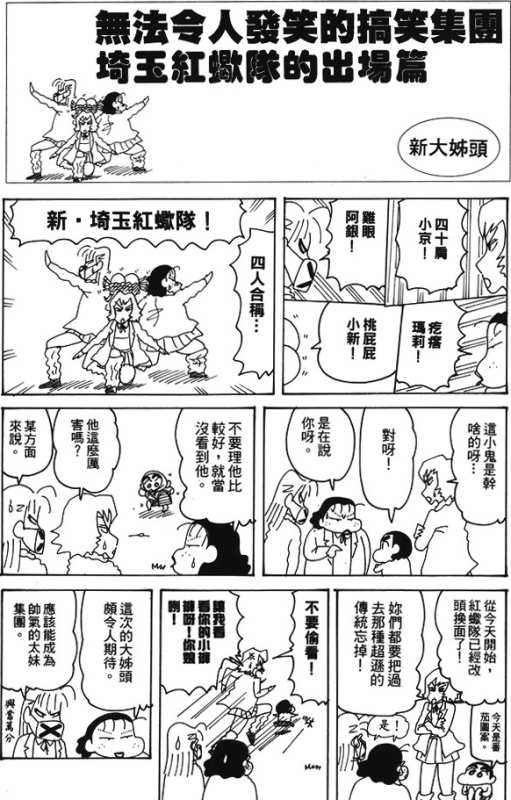 無法令人發笑的搞笑集團
埼玉紅蠍隊的出場篇
新大姊頭
四十肩
小京!
雞眼
阿銀!
疙瘩
瑪莉!
桃屁屁
小新!
四人合稱…
新・埼玉紅蠍隊!
這小鬼是幹
啥的呀…
對呀!
是在說
你呀。
不要理他比
較好,就當
沒看到他。
他這麼厲
害嗎?
某方面
來說。
從今天開始,
紅蠍隊已經改
頭換面了!
今天是番
茄圖案。
妳們都要把過
去那種超遜的
傳統忘掉!
是!
不要偷看!
讓我看
看你的小褲
褲呀!你娘
咧!
這次的大姊頭
頗令人期待。
應該能成為
帥氣的太妹
集團。
興奮萬分